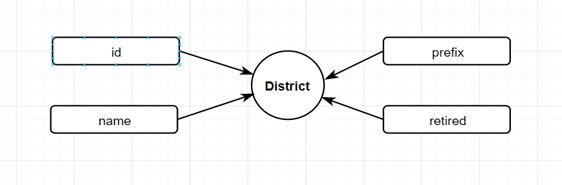 id
prefix
District
name
retired